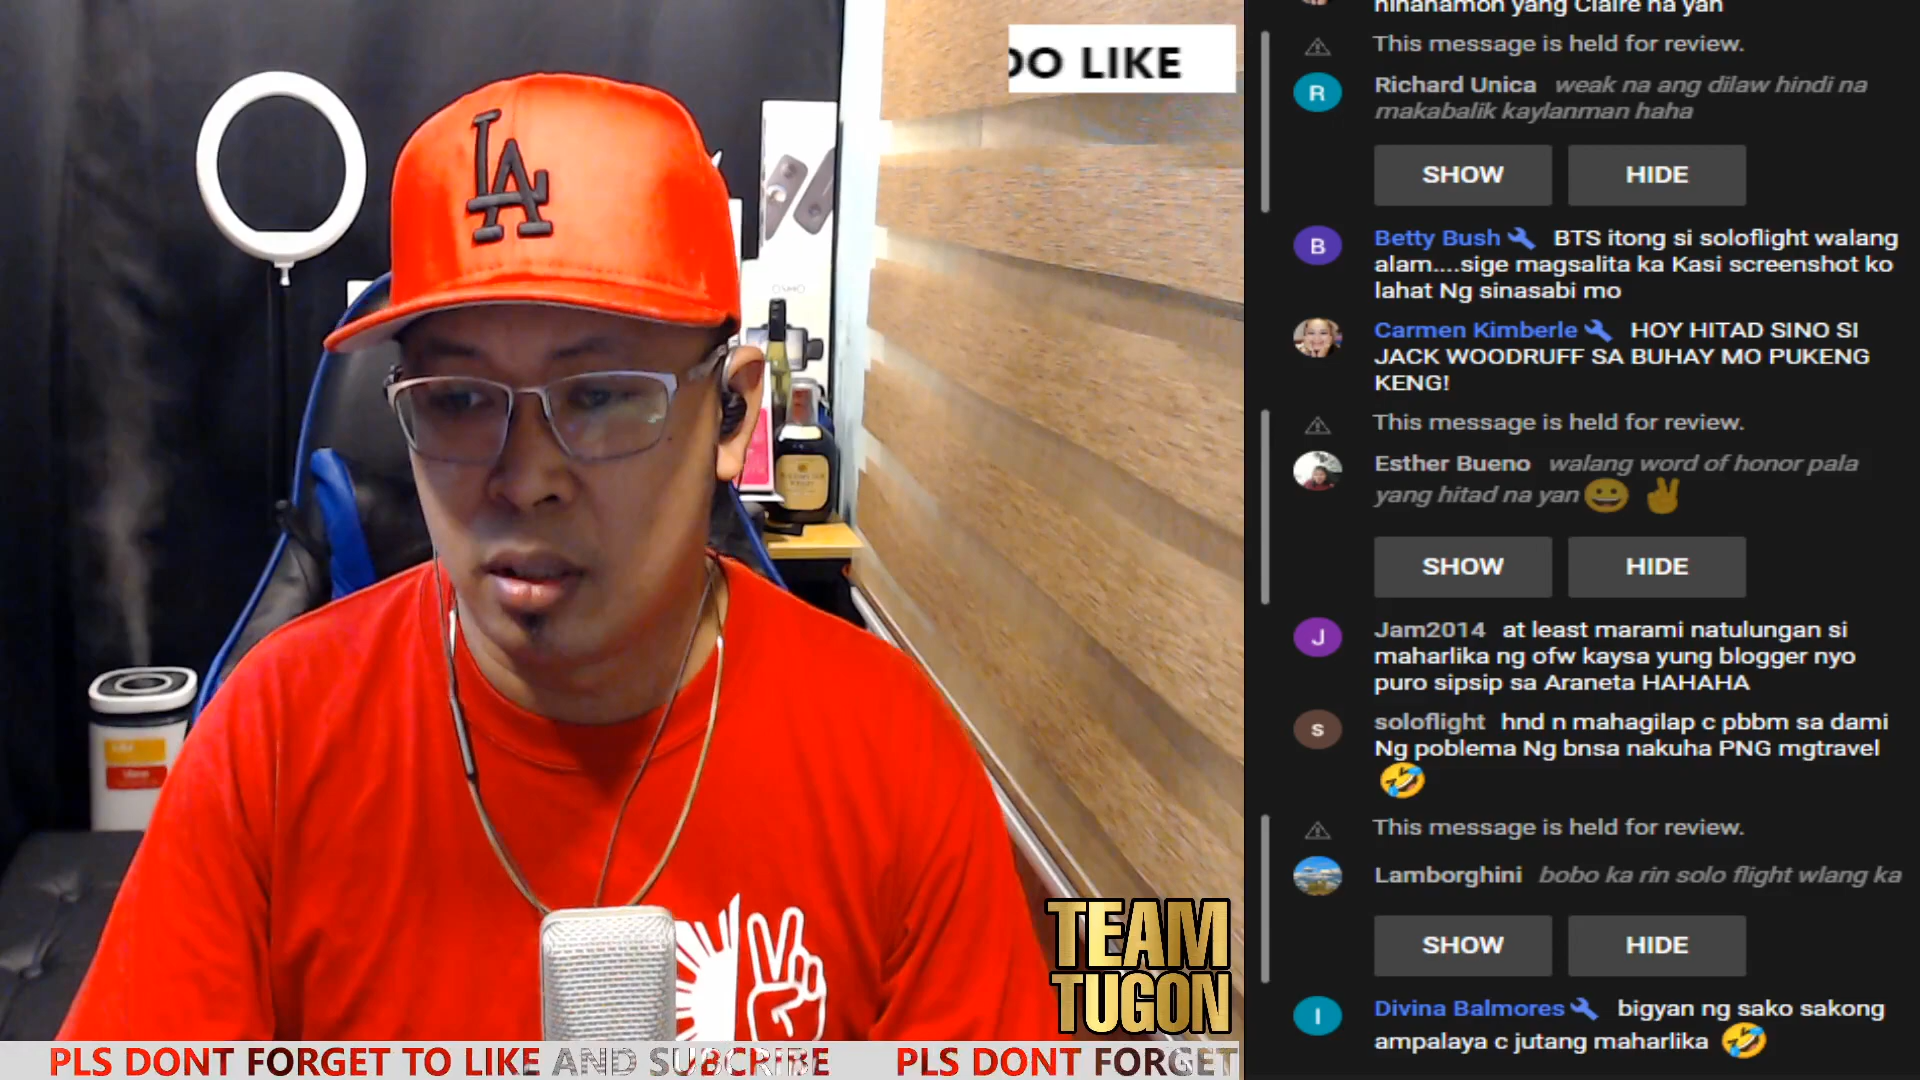 DO LIKE
LA
OSMO
TEAM
TUGON
PLS DONT FORGET TO LIKE AND SUBCRIBE PLS DONT FORGET
ninahamon yang Claire na yan
This message is held for review.
R Richard Unica weak na ang dilaw hindi na
makabalik kaylanman haha
SHOW HIDE
B Betty Bush BTS itong si soloflight walang
alam....sige magsalita ka Kasi screenshot ko
lahat Ng sinasabi mo
Carmen Kimberle HOY HITAD SINO SI
JACK WOODRUFF SA BUHAY MO PUKENG
KENG!
This message is held for review.
Esther Bueno walang word of honor pala
yang hitad na yan😀 ✌
SHOW HIDE
J Jam2014 at least marami natulungan si
maharlika ng ofw kaysa yung blogger nyo
puro sipsip sa Araneta HAHAHA
s soloflight hnd n mahagilap c pbbm sa dami
Ng poblema Ng bnsa nakuha PNG mgtravel
🤣
This message is held for review.
Lamborghini bobo ka rin solo flight wlang ka
SHOW HIDE
I Divina Balmores bigyan ng sako sakong
ampalaya c jutang maharlika 🤣